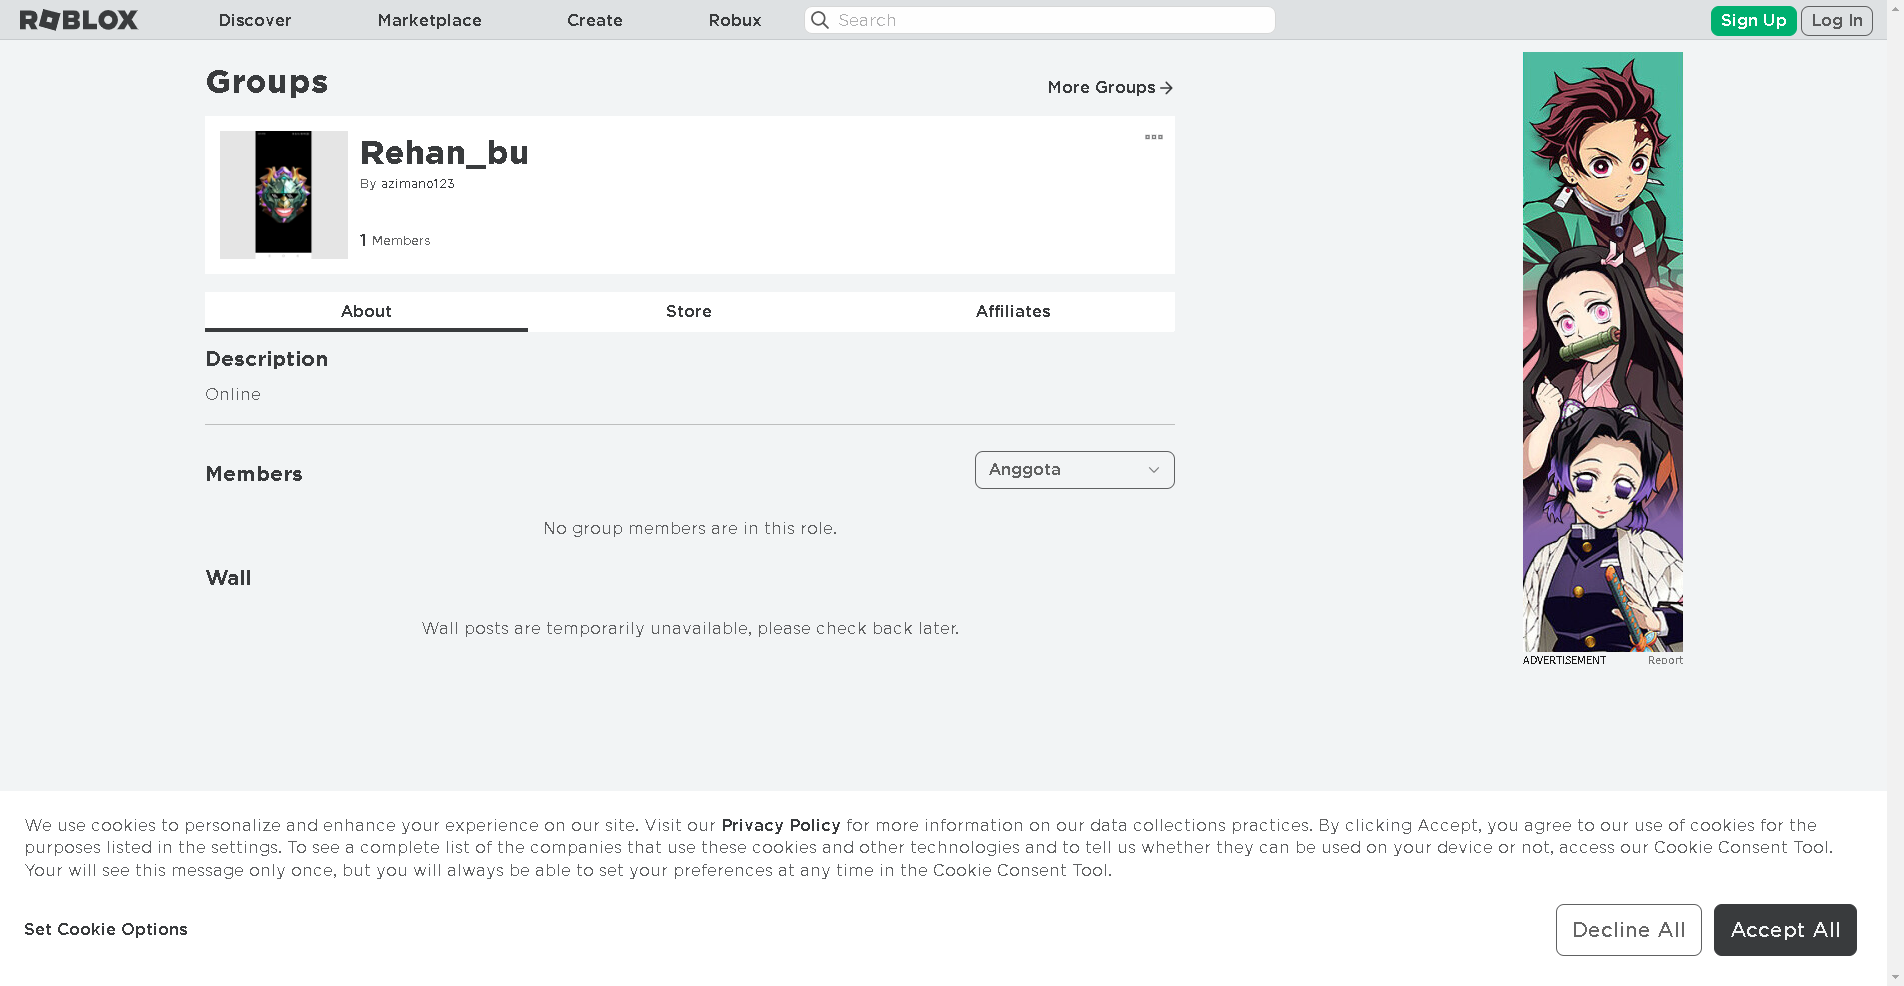 ROBLOX
Discover
Marketplace
Create
Robux
Search
Sign Up
Log In
Groups
More Groups
Rehan_bu
By azimano123
1 Members
About
Store
Affiliates
Description
Online
Members
Anggota
No group members are in this role.
Wall
Wall posts are temporarily unavailable, please check back later.
ADVERTISEMENT
Report
We use cookies to personalize and enhance your experience on our site. Visit our Privacy Policy for more information on our data collections practices. By clicking Accept, you agree to our use of cookies for the
purposes listed in the settings. To see a complete list of the companies that use these cookies and other technologies and to tell us whether they can be used on your device or not, access our Cookie Consent Tool.
Your will see this message only once, but you will always be able to set your preferences at any time in the Cookie Consent Tool.
Set Cookie Options
Decline All
Accept All